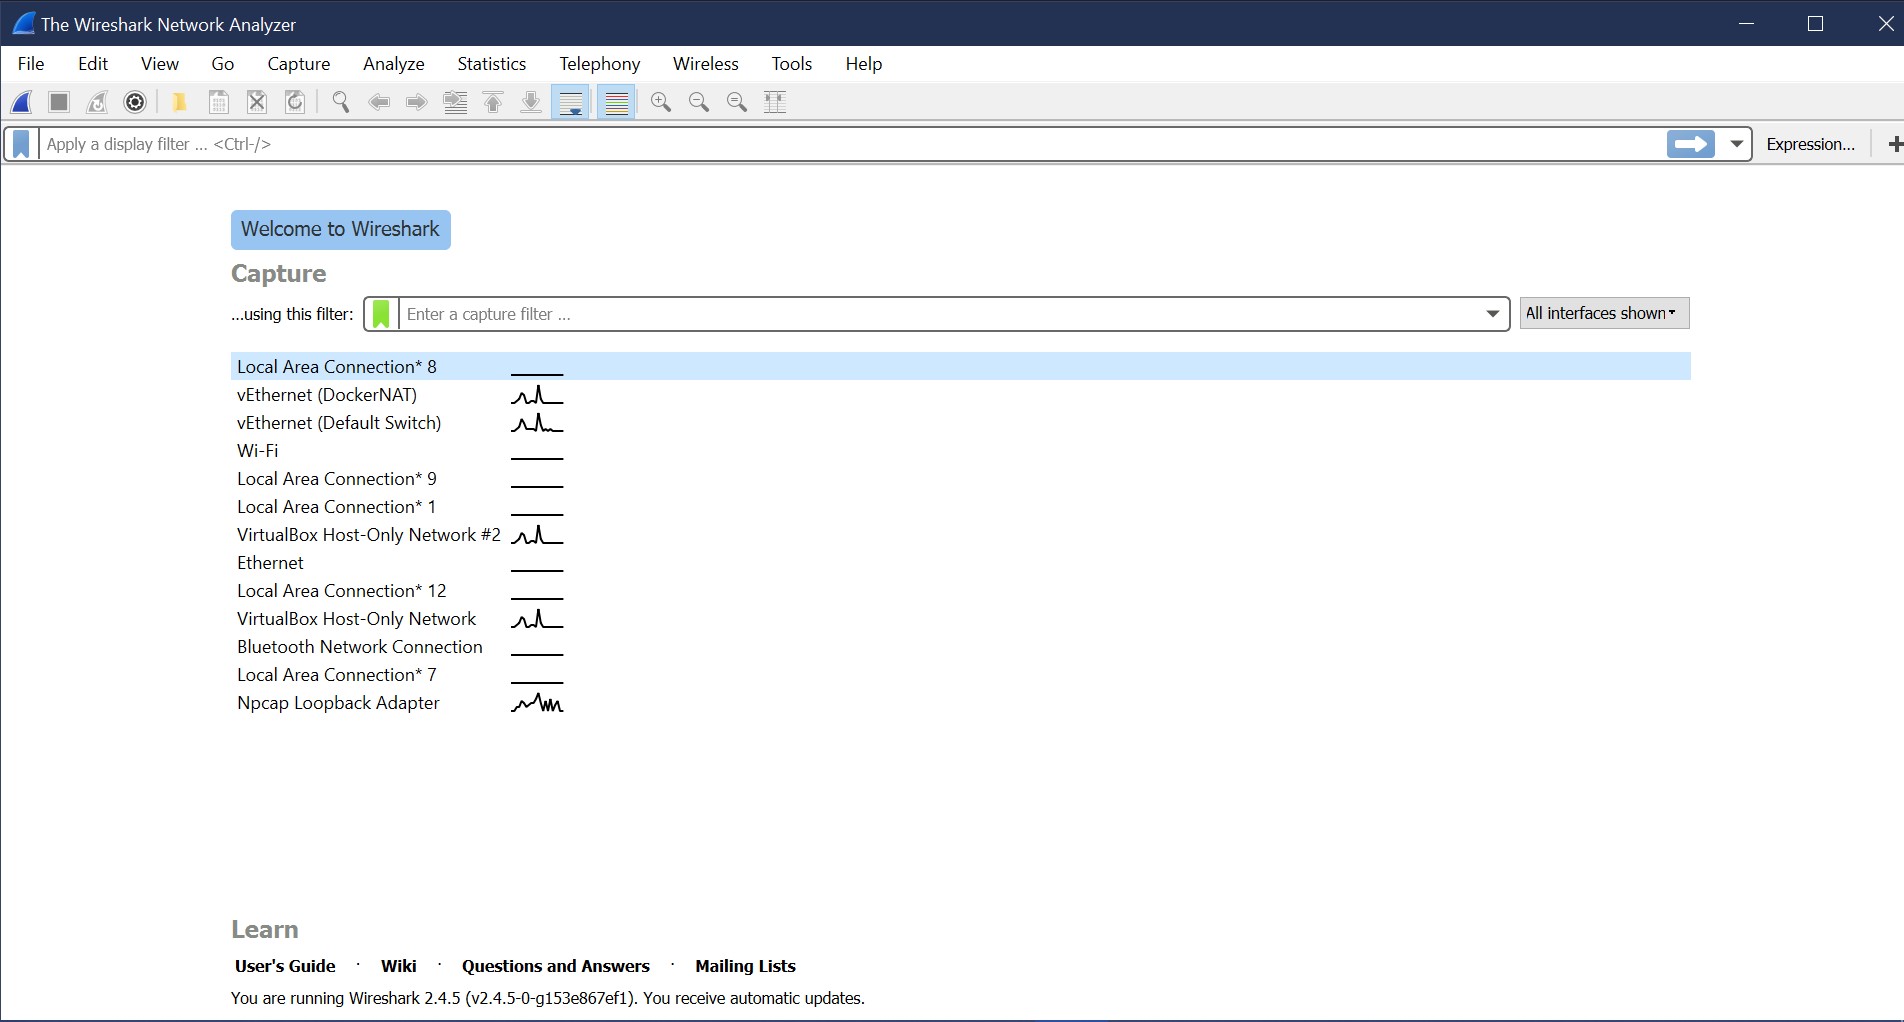 The Wireshark Network Analyzer
File Edit View Go Capture Analyze Statistics Telephony Wireless Tools Help
Apply a display filter ... <Ctrl-/> Expression...
Welcome to Wireshark
Capture
...using this filter: Enter a capture filter ... All interfaces shown
Local Area Connection* 8
vEthernet (DockerNAT)
vEthernet (Default Switch)
Wi-Fi
Local Area Connection* 9
Local Area Connection* 1
VirtualBox Host-Only Network #2
Ethernet
Local Area Connection* 12
VirtualBox Host-Only Network
Bluetooth Network Connection
Local Area Connection* 7
Npcap Loopback Adapter
Learn
User's Guide · Wiki · Questions and Answers · Mailing Lists
You are running Wireshark 2.4.5 (v2.4.5-0-g153e867ef1). You receive automatic updates.